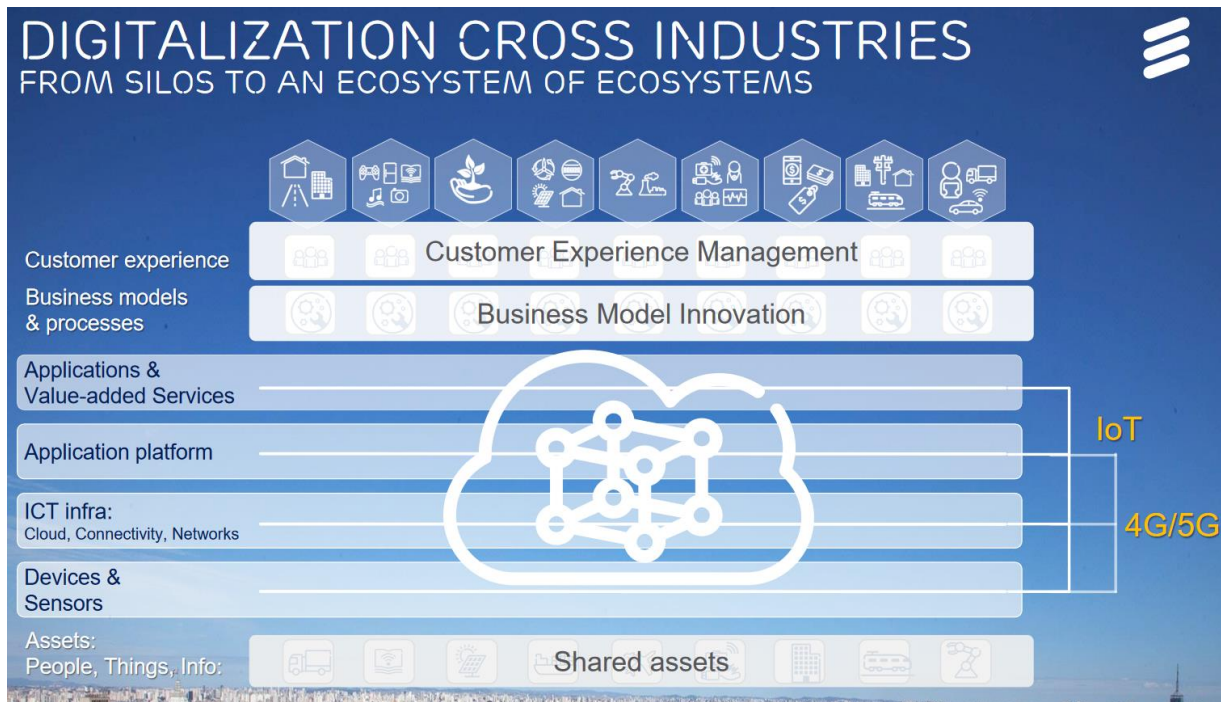 DIGITALIZATION CROSS INDUSTRIES
FROM SILOS TO AN ECOSYSTEM OF ECOSYSTEMS
Customer experience
Customer Experience Management
Business models
& processes
Business Model Innovation
Applications &
Value-added Services
Application platform
IoT
ICT infra:
Cloud, Connectivity, Networks
4G/5G
Devices &
Sensors
Assets:
People, Things, Info:
Shared assets